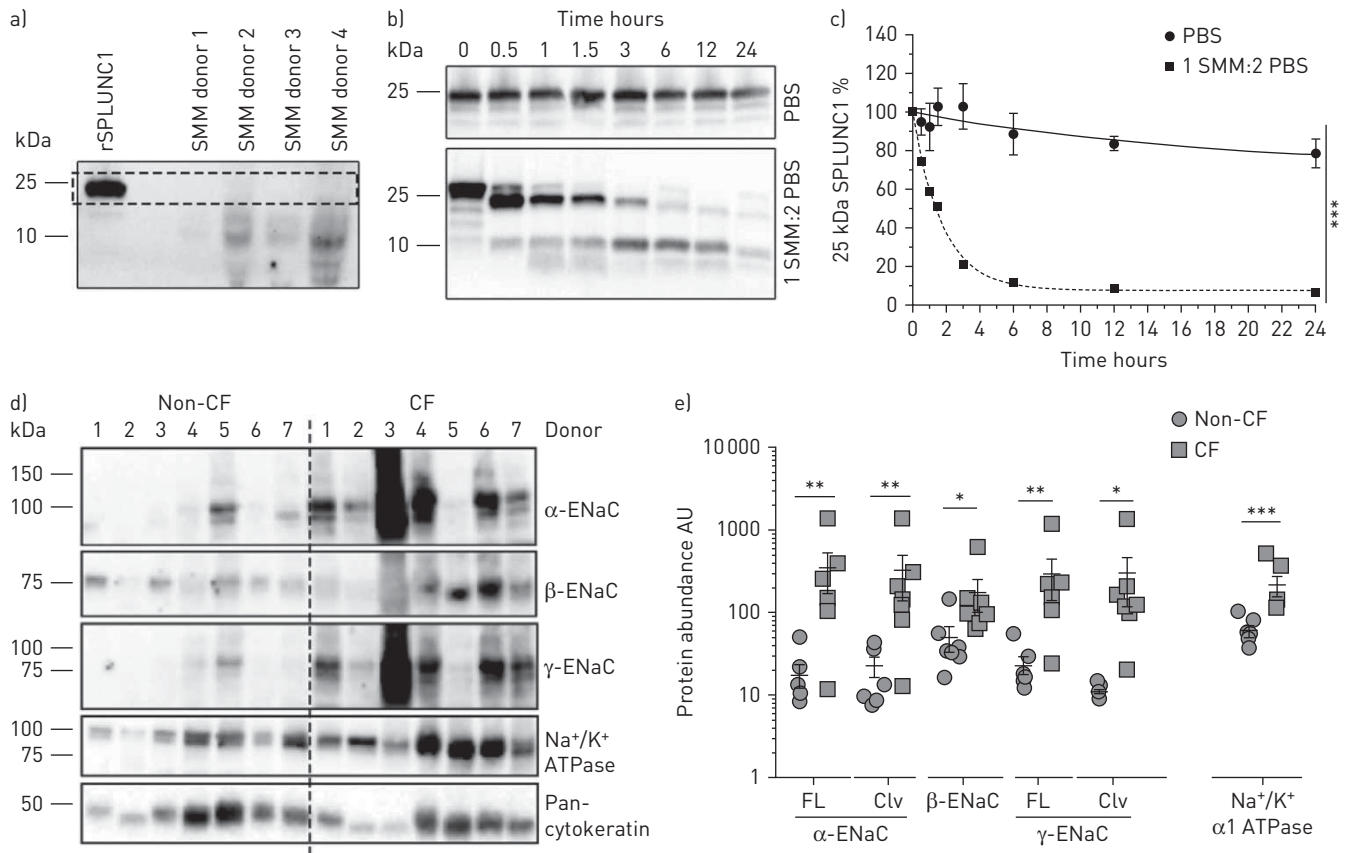 a)
kDa
rSPLUNC1
SMM donor 1
SMM donor 2
SMM donor 3
SMM donor 4
25
10
b)
Time hours
kDa 0 0.5 1 1.5 3 6 12 24
25
PBS
25
10
1 SMM:2 PBS
c)
25 kDa SPLUNC1 %
140
120
100
80
60
40
20
0
PBS
1 SMM:2 PBS
***
0 2 4 6 8 10 12 14 16 18 20 22 24
Time hours
d)
Non-CF CF
kDa 1 2 3 4 5 6 7 1 2 3 4 5 6 7 Donor
150
100
α-ENaC
75
β-ENaC
100
75
γ-ENaC
100
75
Na+/K+
ATPase
50
Pan-
cytokeratin
e)
Non-CF
CF
Protein abundance AU
10 000
1000
100
10
1
** ** * ** * ***
FL Clv β-ENaC FL Clv Na+/K+
α-ENaC γ-ENaC α1 ATPase